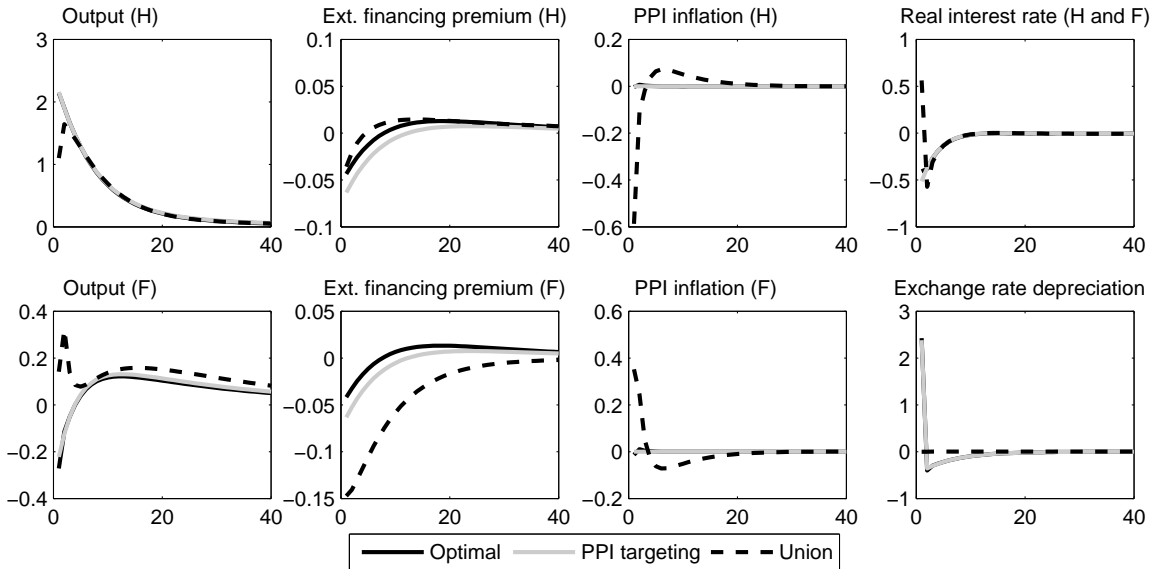 Output (H)
3
2
1
0
0 20 40
Ext. financing premium (H)
0.1
0.05
0
−0.05
−0.1
0 20 40
PPI inflation (H)
0.2
0
−0.2
−0.4
−0.6
0 20 40
Real interest rate (H and F)
1
0.5
0
−0.5
−1
0 20 40
Output (F)
0.4
0.2
0
−0.2
−0.4
0 20 40
Ext. financing premium (F)
0.05
0
−0.05
−0.1
−0.15
0 20 40
PPI inflation (F)
0.6
0.4
0.2
0
−0.2
0 20 40
Exchange rate depreciation
3
2
1
0
−1
0 20 40
Optimal PPI targeting Union